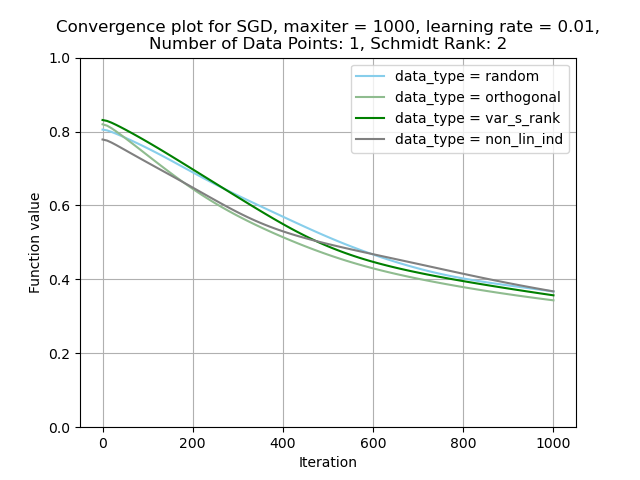 Convergence plot for SGD, maxiter = 1000, learning rate = 0.01,
Number of Data Points: 1, Schmidt Rank: 2
data_type = random
data_type = orthogonal
data_type = var_s_rank
data_type = non_lin_ind
Function value
1.0
0.8
0.6
0.4
0.2
0.0
0 200 400 600 800 1000
Iteration